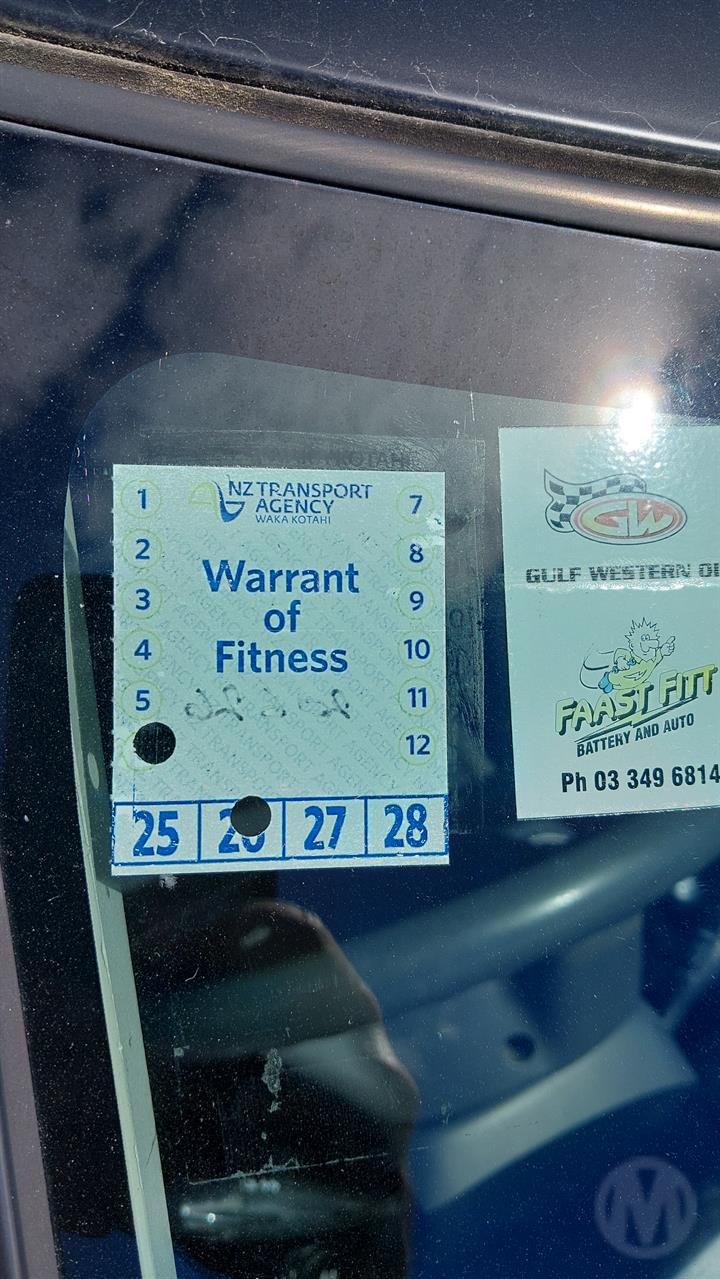 NZ TRANSPORT
AGENCY
WAKA KOTAHI
1
7
2
8
3
9
4
10
5
11
12
Warrant
of
Fitness
25 26 27 28
GW
GULF WESTERN OI
FAAST FITT
BATTERY AND AUTO
Ph 03 349 6814
M